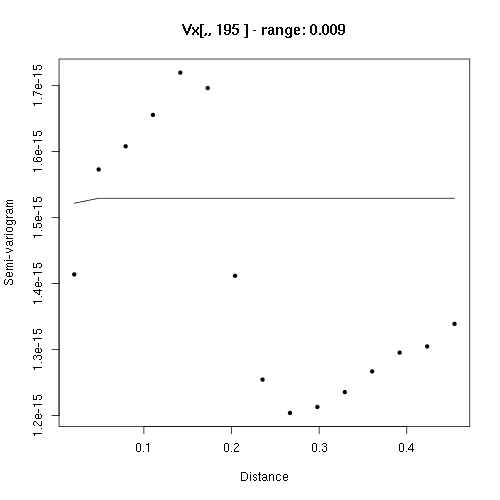 Vx[,, 195 ] - range: 0.009
Semi-variogram
1.7e-15
1.6e-15
1.5e-15
1.4e-15
1.3e-15
1.2e-15
0.1 0.2 0.3 0.4
Distance